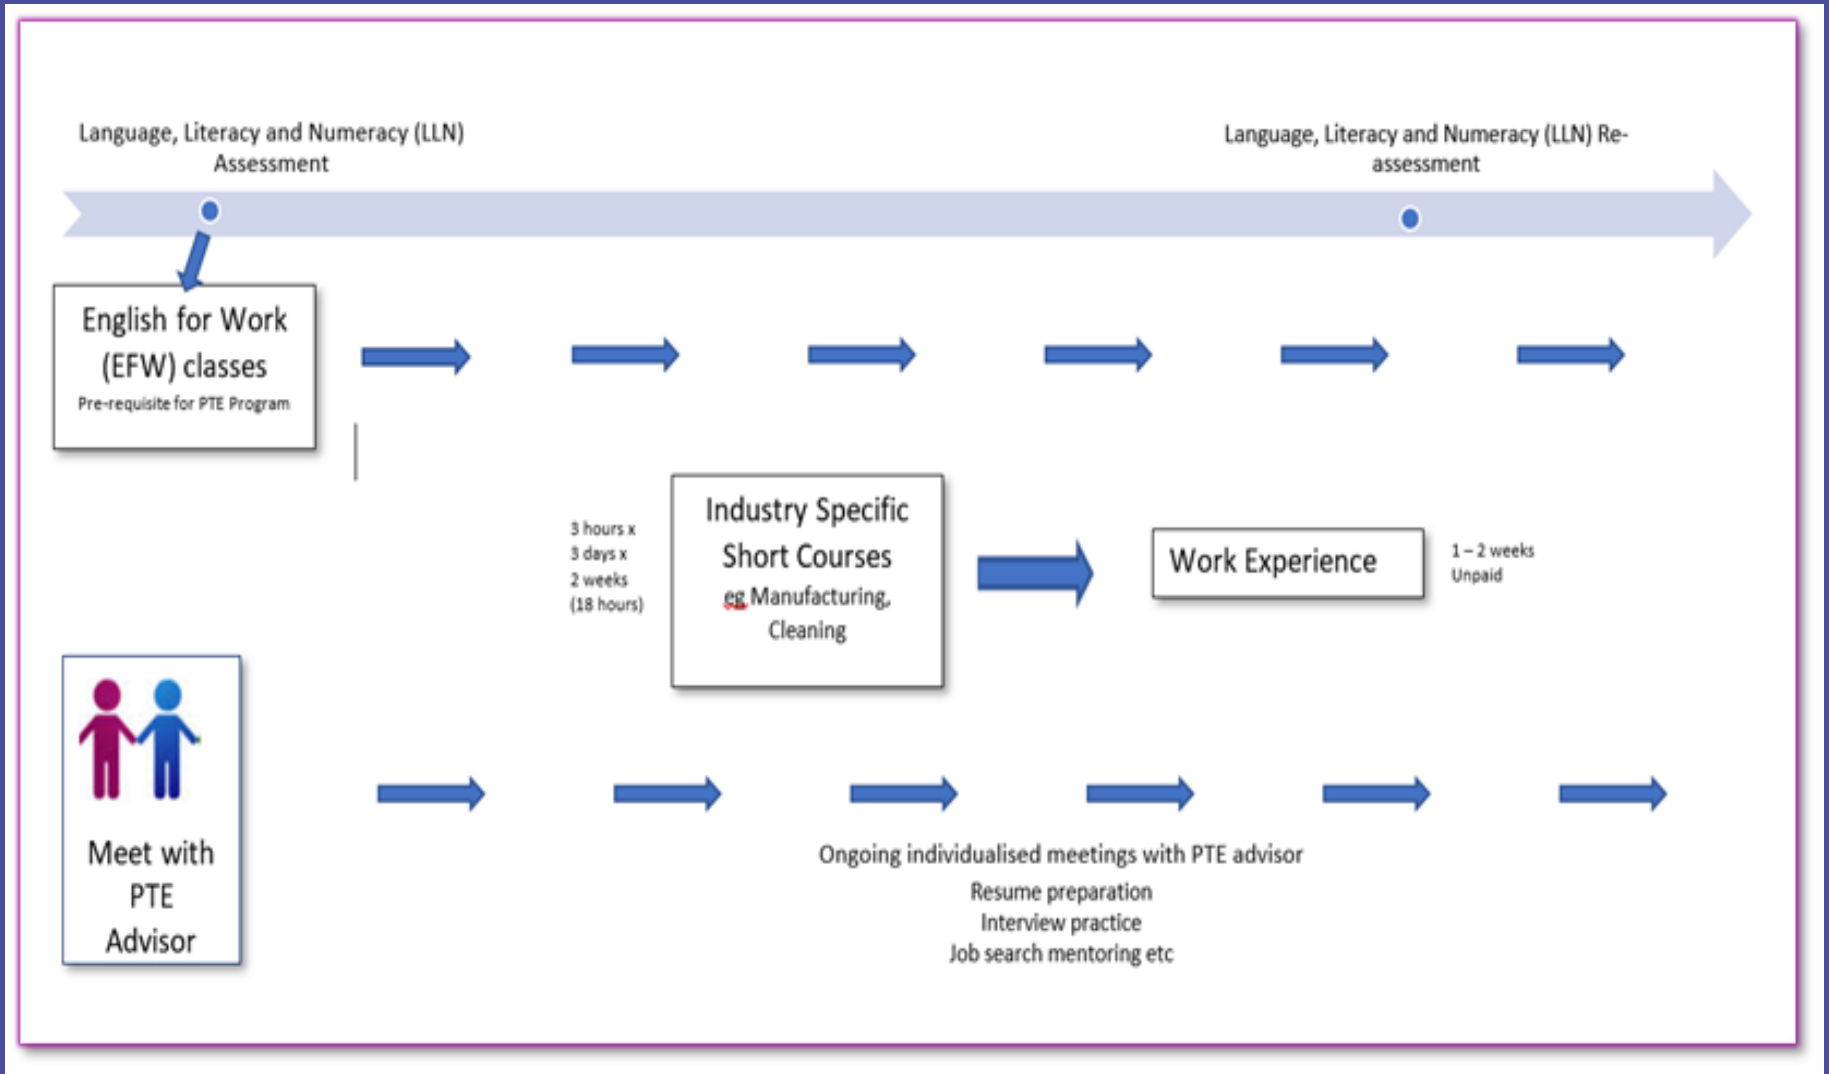 Language, Literacy and Numeracy (LLN)
Assessment
Language, Literacy and Numeracy (LLN) Re-
assessment
English for Work
(EFW) classes
Pre-requisite for PTE Program
3 hours x
3 days x
2 weeks
(18 hours)
Industry Specific
Short Courses
eg Manufacturing,
Cleaning
Work Experience
1 – 2 weeks
Unpaid
Meet with
PTE
Advisor
Ongoing individualised meetings with PTE advisor
Resume preparation
Interview practice
Job search mentoring etc